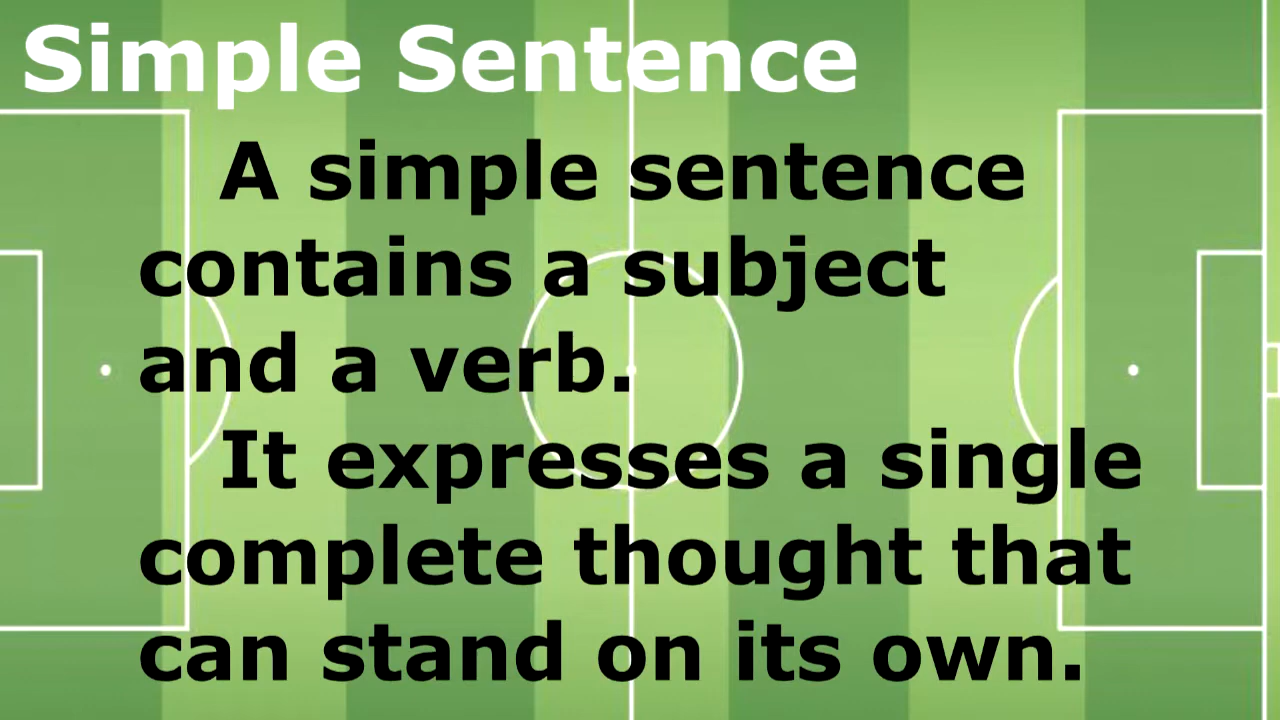 Simple Sentence
A simple sentence
contains a subject
and a verb.
It expresses a single
complete thought that
can stand on its own.